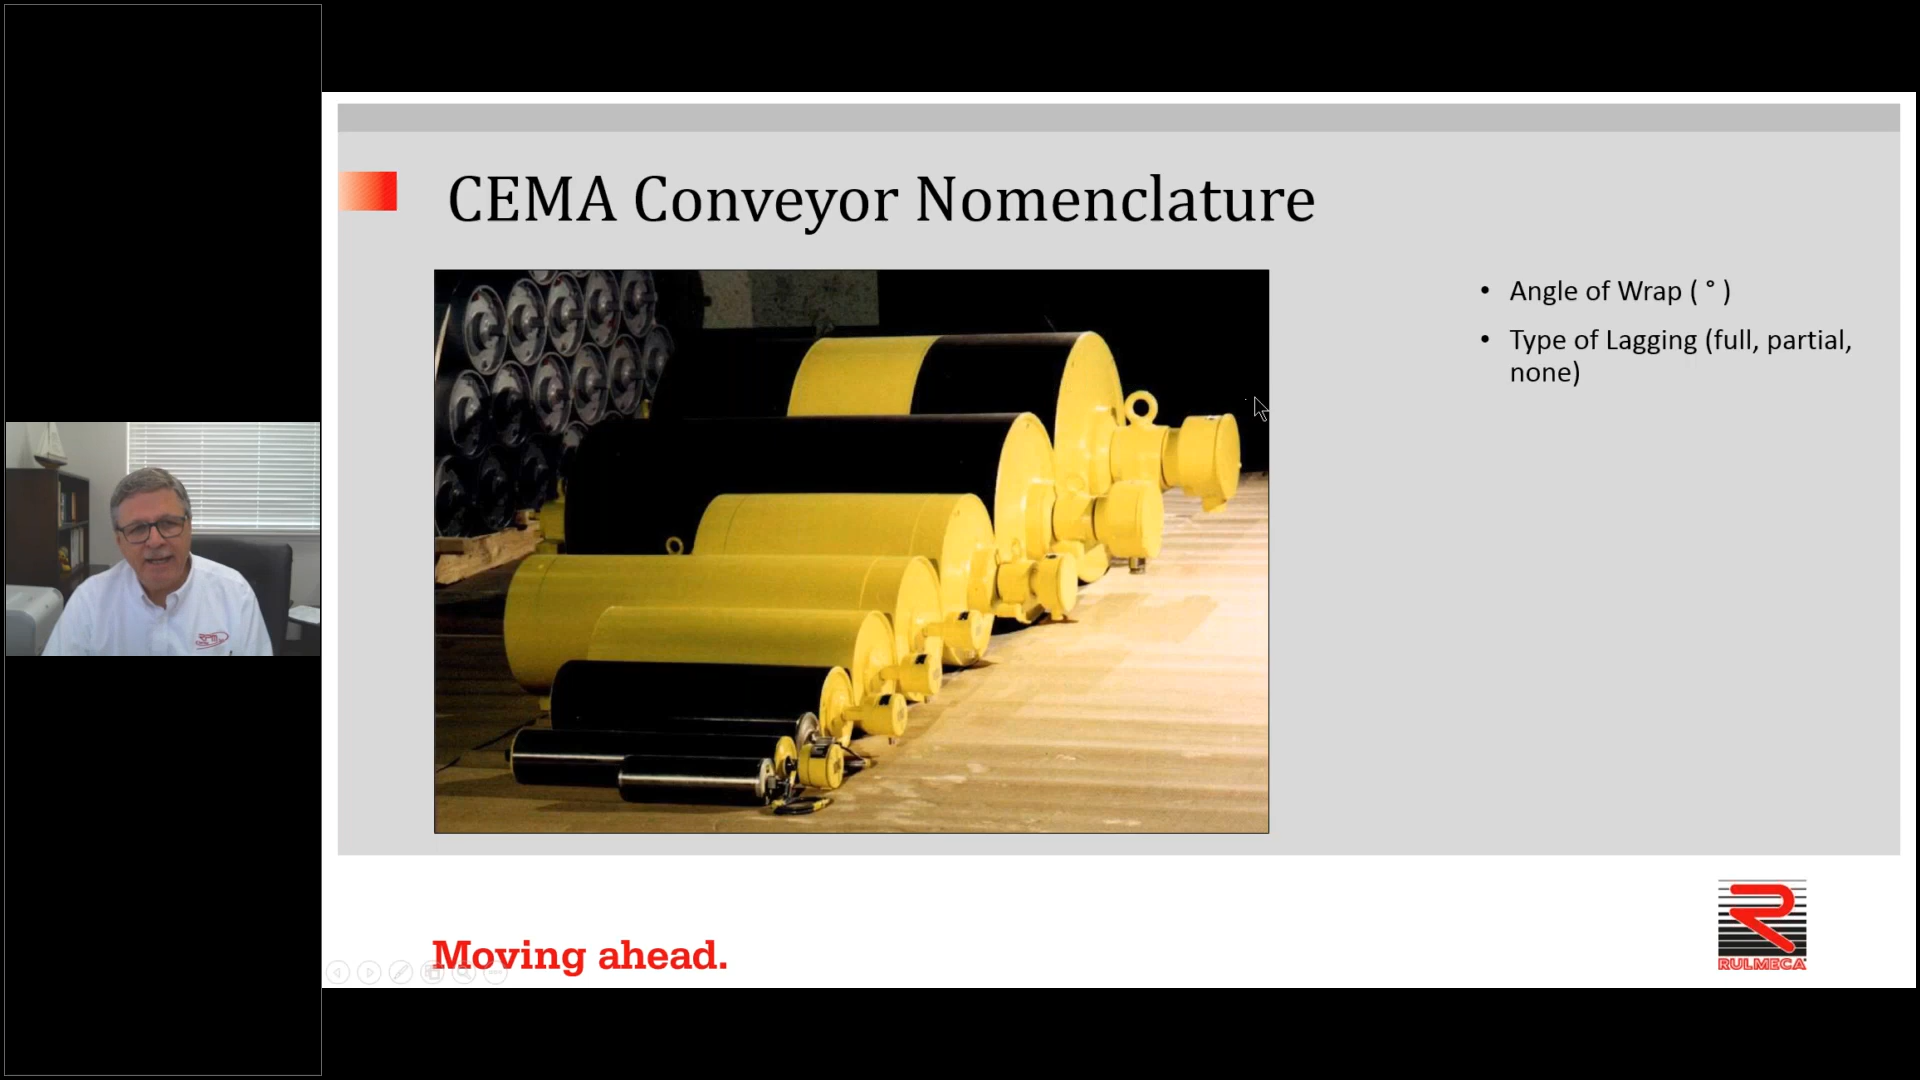 CEMA Conveyor Nomenclature
• Angle of Wrap ( ° )
• Type of Lagging (full, partial,
none)
Moving ahead.
RULMECA